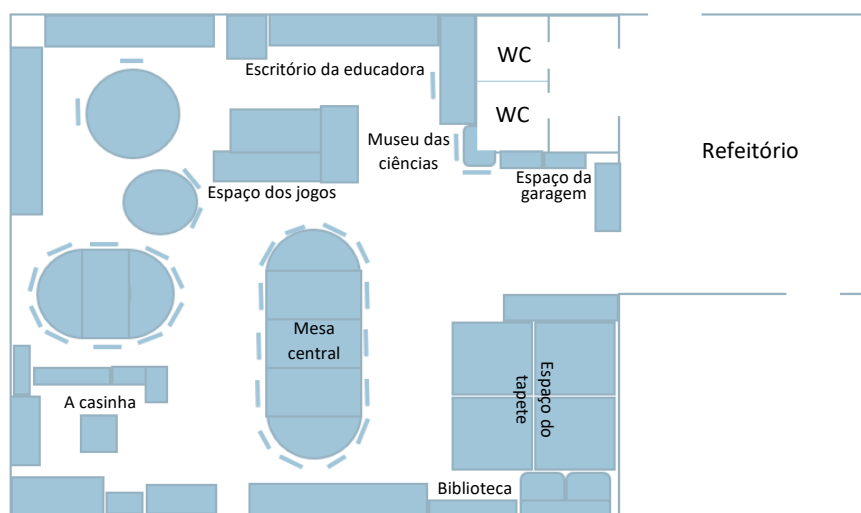 WC
Escritório da educadora
WC
Museu das
ciências
Refeitório
Espaço da
garagem
Espaço dos jogos
Mesa
central
Espaço do
tapete
A casinha
Biblioteca